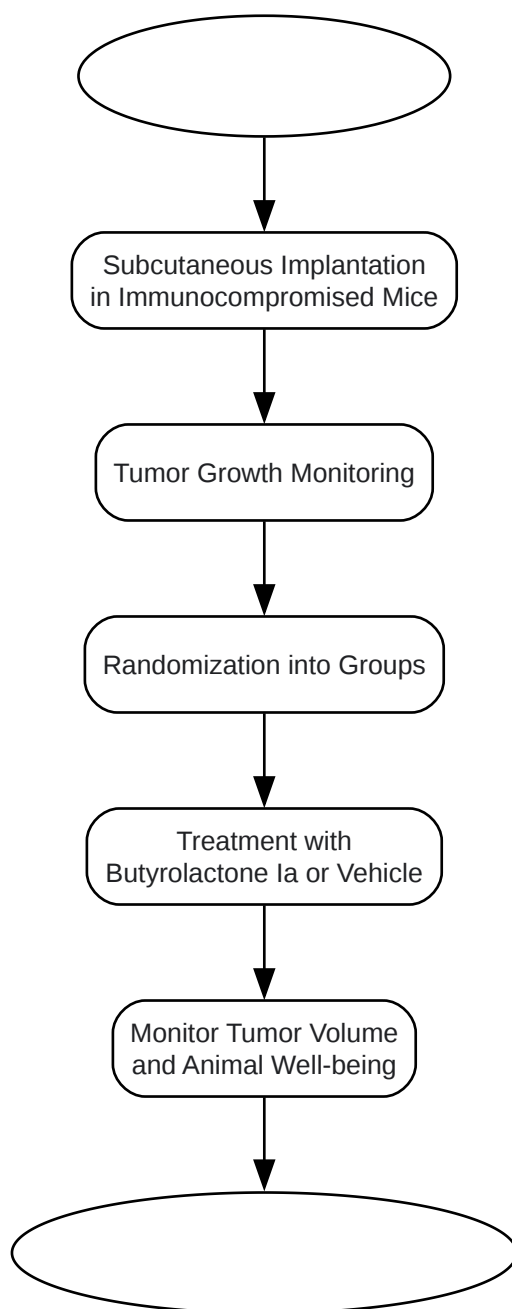 Subcutaneous Implantation
in Immunocompromised Mice
Tumor Growth Monitoring
Randomization into Groups
Treatment with
Butyrolactone Ia or Vehicle
Monitor Tumor Volume
and Animal Well-being